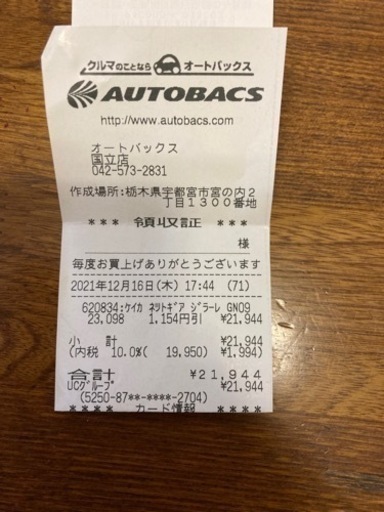 クルマのことなら オートバックス
AUTOBACS
http://www.autobacs.com
オートバックス
国立店
042-573-2831
作成場所:栃木県宇都宮市宮の内2
丁目1300番地
*** 領収証 ***
様
毎度お買上げありがとうございます
2021年12月16日(木) 17:44 (71)
620834:ケイカ ネツトギア ジラーレ GN09
23,098 1,154円引 ¥21,944
小 計 ¥21,944
(内税 10.0%( 19,950) ¥1,994)
合計 ¥21,944
UCグループ ¥21,944
(5250-87**-****-2704)
**** カード情報 ****